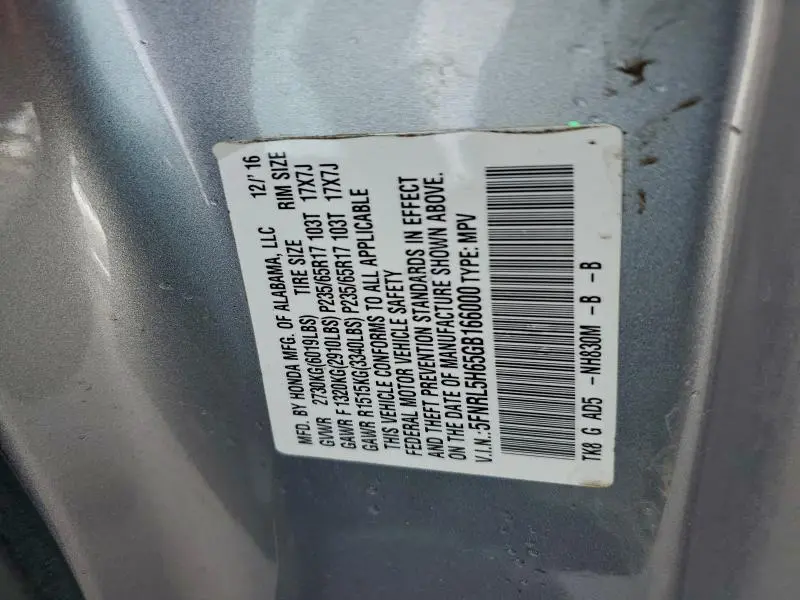 MFD. BY HONDA MFG. OF ALABAMA, LLC 12/'16
GVWR 2730KG(6019LBS) TIRE SIZE RIM SIZE
GAWR F 1320KG(2910LBS) P235/65R17 103T 17X7J
GAWR R1515KG(3340LBS) P235/65R17 103T 17X7J
THIS VEHICLE CONFORMS TO ALL APPLICABLE
FEDERAL MOTOR VEHICLE SAFETY
AND THEFT PREVENTION STANDARDS IN EFFECT
ON THE DATE OF MANUFACTURE SHOWN ABOVE.
V.I.N.:5FNRL5H65GB166000 TYPE: MPV
TK8 G AD5 -NH830M -B -B